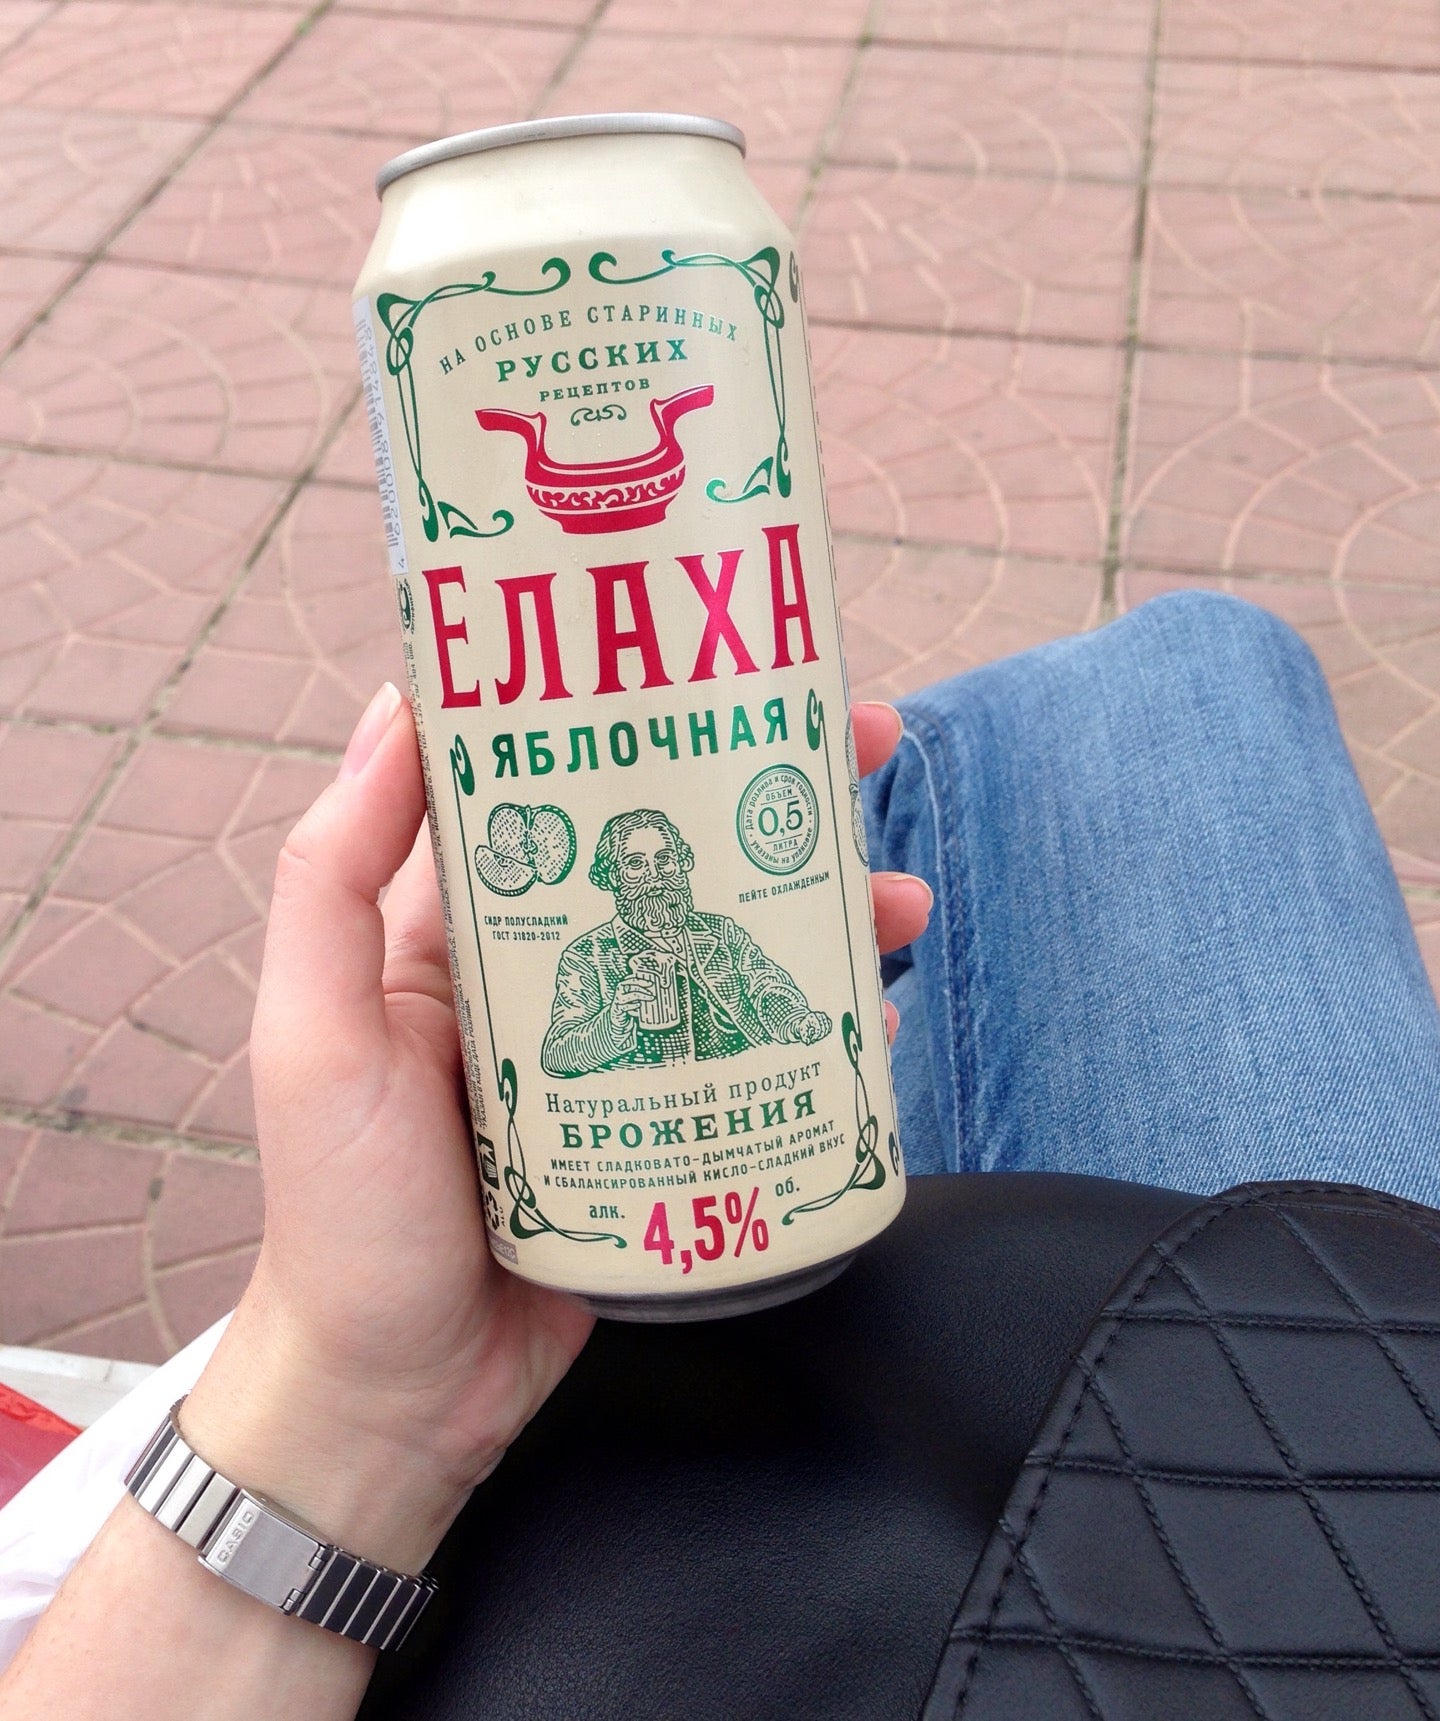 НА ОСНОВЕ СТАРИННЫХ
РУССКИХ
РЕЦЕПТОВ
ЕЛАХА
ЯБЛОЧНАЯ
Дата розлива и срок годности указаны на упаковке
ОБЪЕМ
0,5
ЛИТРА
ПЕЙТЕ ОХЛАЖДЕННЫМ
СИДР ПОЛУСЛАДКИЙ
ГОСТ 31820-2012
Натуральный продукт
БРОЖЕНИЯ
ИМЕЕТ СЛАДКОВАТО-ДЫМЧАТЫЙ АРОМАТ
И СБАЛАНСИРОВАННЫЙ КИСЛО-СЛАДКИЙ ВКУС
алк. 4,5% об.
CASIO